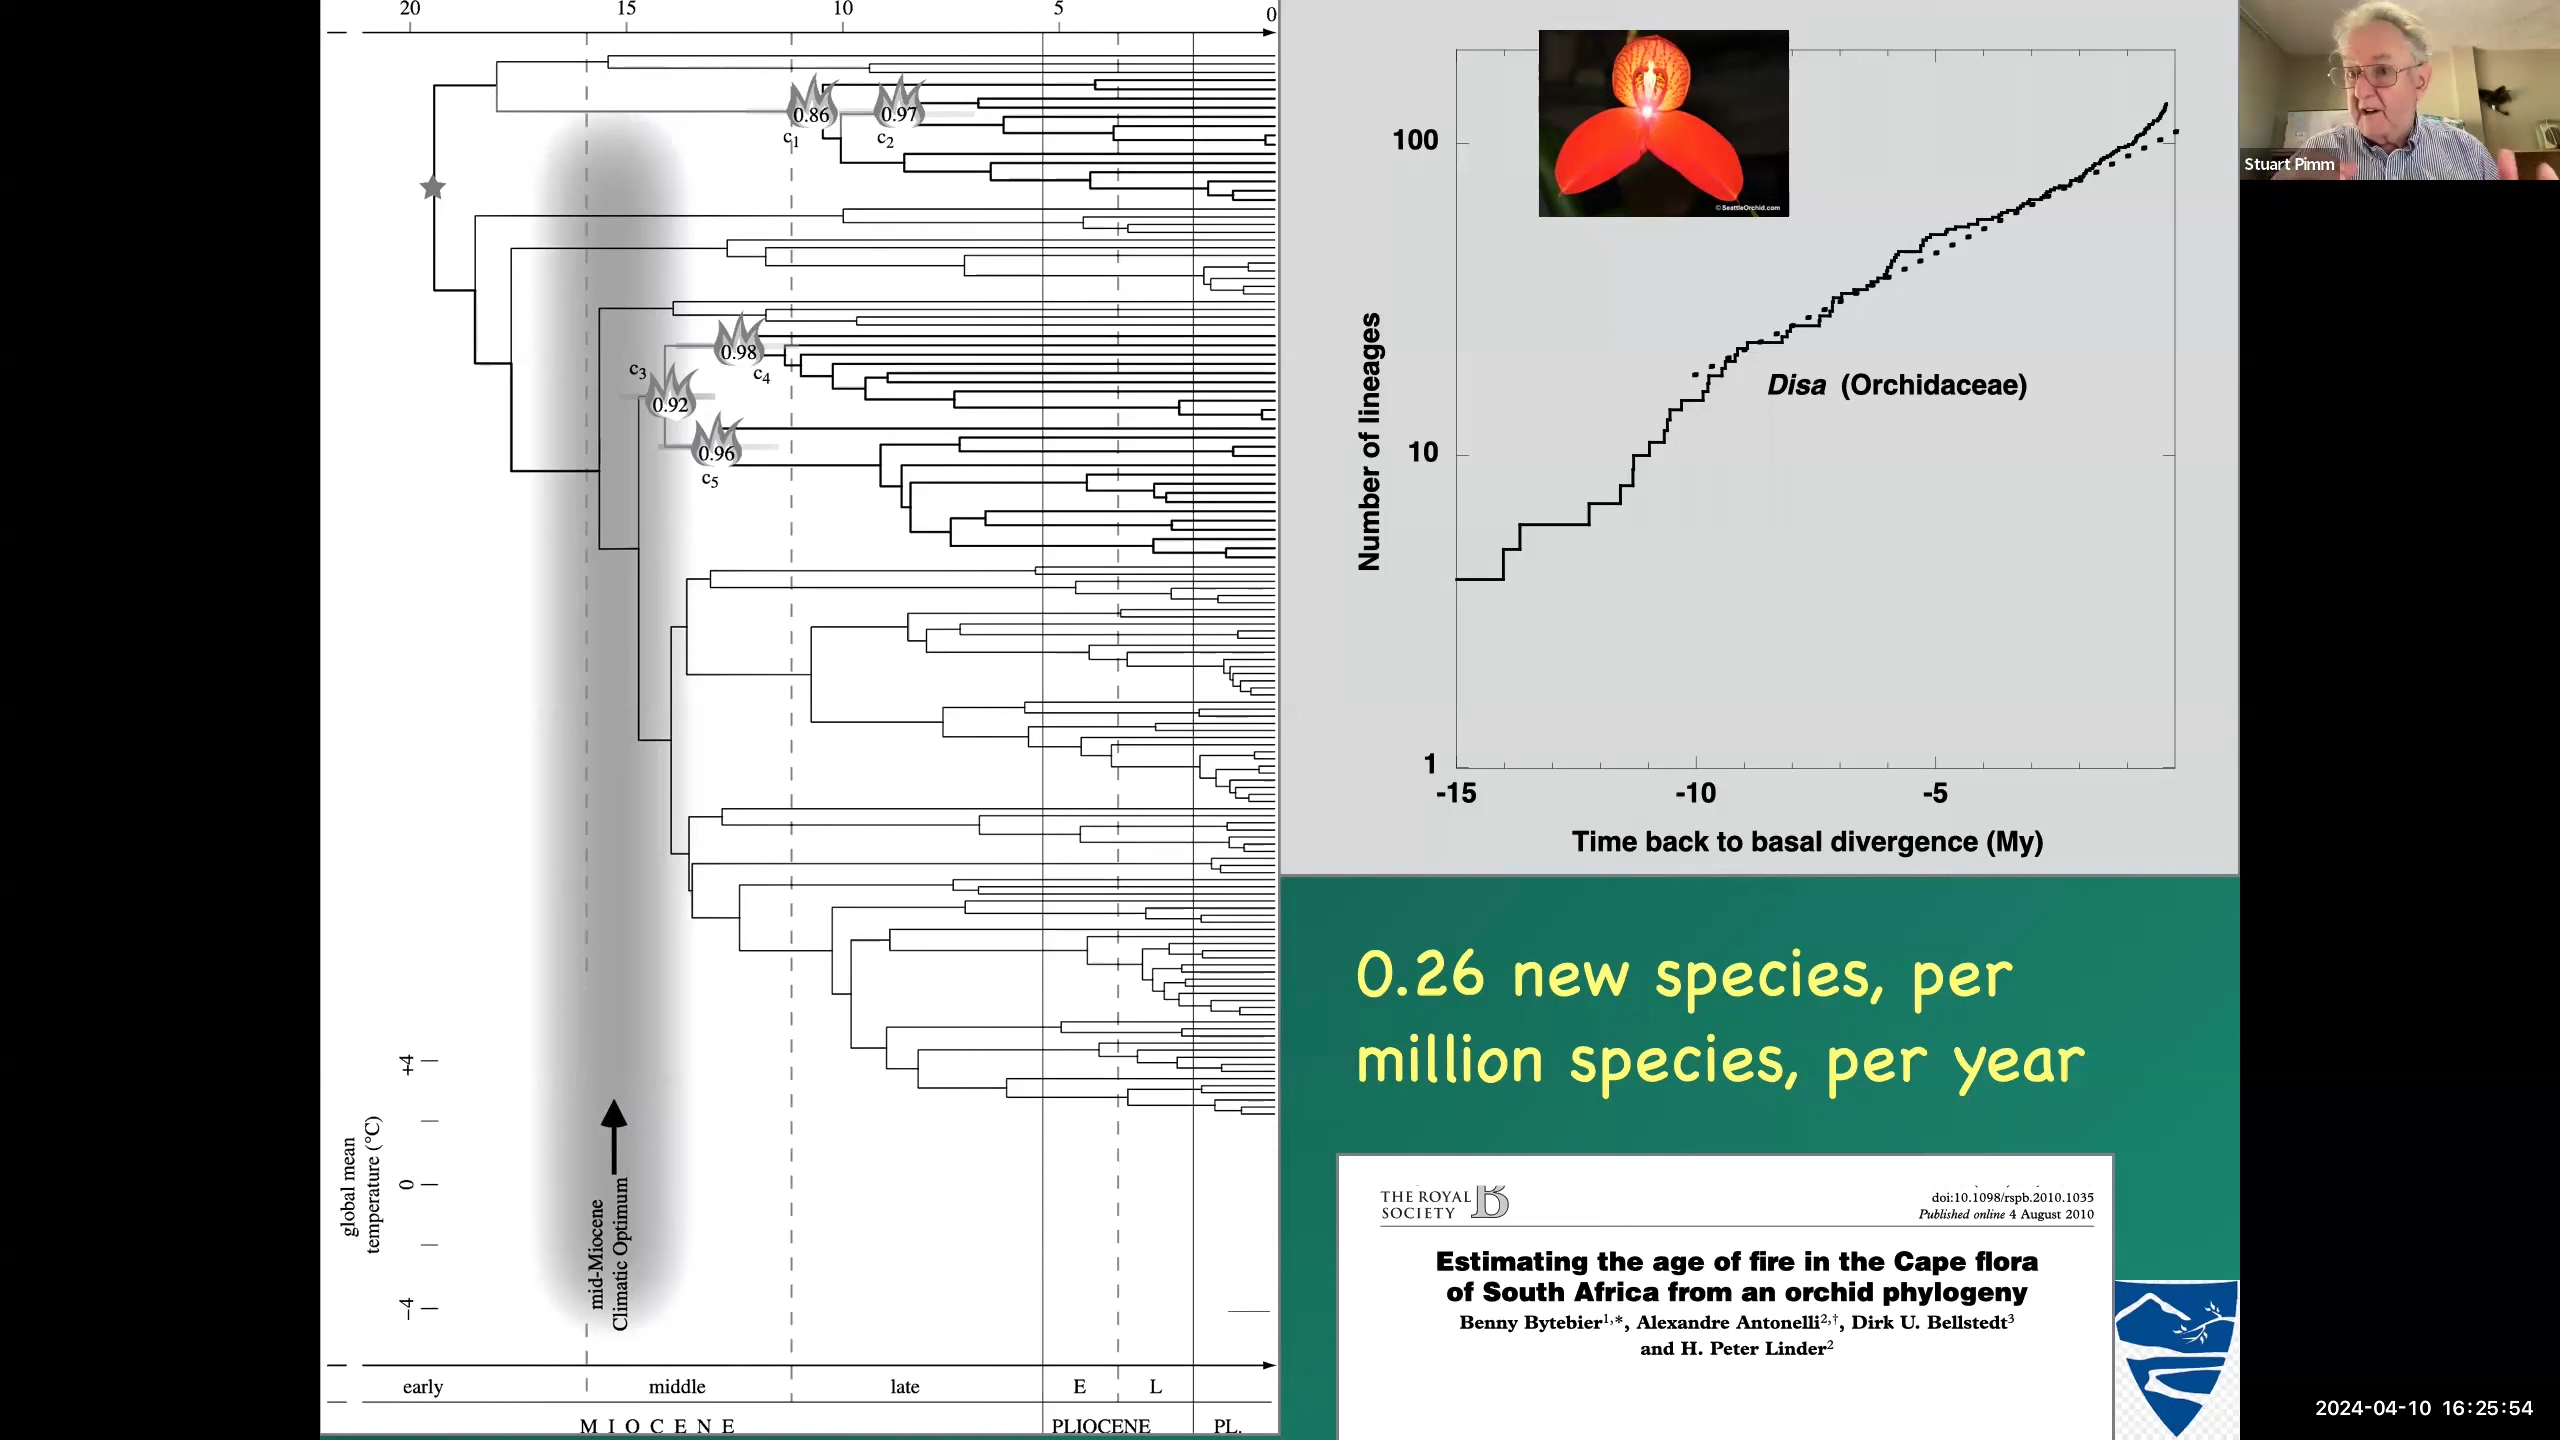 20
15
10
5
0
0.86
0.97
c1
c2
0.98
c3
c4
0.92
0.96
c5
+4
0
−4
global mean
temperature (°C)
mid-Miocene
Climatic Optimum
early
middle
late
E
L
MIOCENE
PLIOCENE
PL.
© SeattleOrchid.com
100
10
1
Number of lineages
Disa (Orchidaceae)
-15
-10
-5
Time back to basal divergence (My)
0.26 new species, per
million species, per year
THE ROYAL
SOCIETY
B
doi:10.1098/rspb.2010.1035
Published online 4 August 2010
Estimating the age of fire in the Cape flora
of South Africa from an orchid phylogeny
Benny Bytebier1,*, Alexandre Antonelli2,†, Dirk U. Bellstedt3
and H. Peter Linder2
Stuart Pimm
2024-04-10 16:25:54